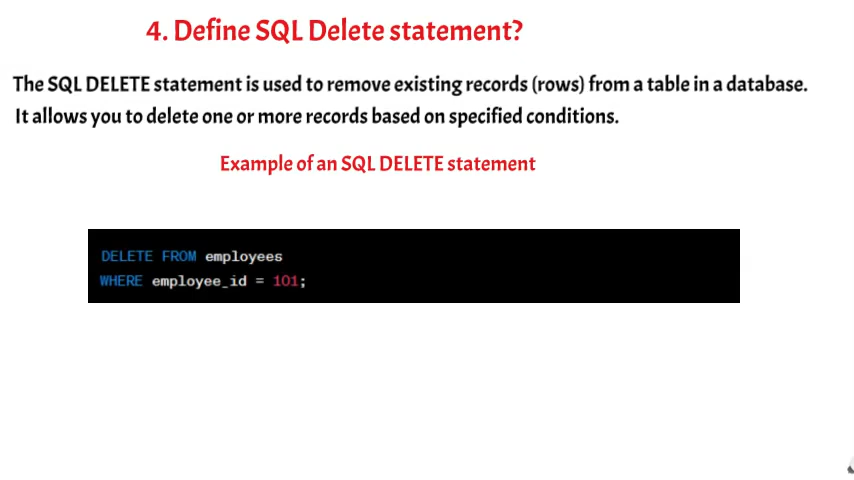 4. Define SQL Delete statement?
The SQL DELETE statement is used to remove existing records (rows) from a table in a database.
It allows you to delete one or more records based on specified conditions.
Example of an SQL DELETE statement
DELETE FROM employees
WHERE employee_id = 101;